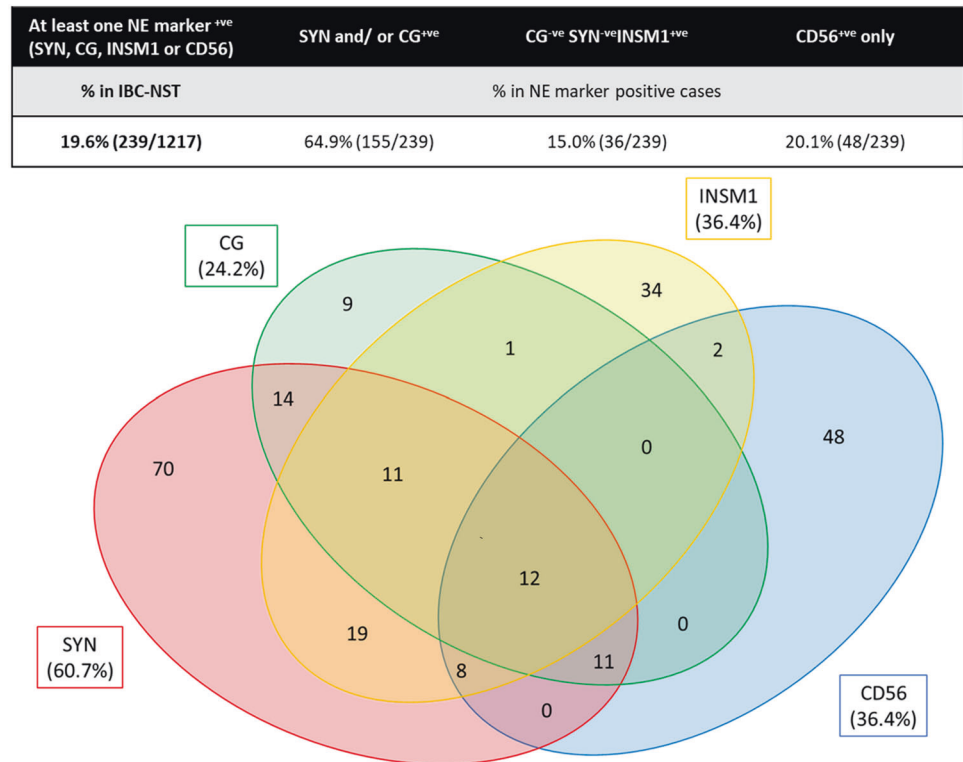 At least one NE marker +ve
(SYN, CG, INSM1 or CD56)
SYN and/ or CG+ve
CG-ve SYN-veINSM1+ve
CD56+ve only
% in IBC-NST
% in NE marker positive cases
19.6% (239/1217)
64.9% (155/239)
15.0% (36/239)
20.1% (48/239)
INSM1
(36.4%)
CG
(24.2%)
9
34
1
2
14
0
48
70
11
12
19
0
8
11
0
SYN
(60.7%)
CD56
(36.4%)